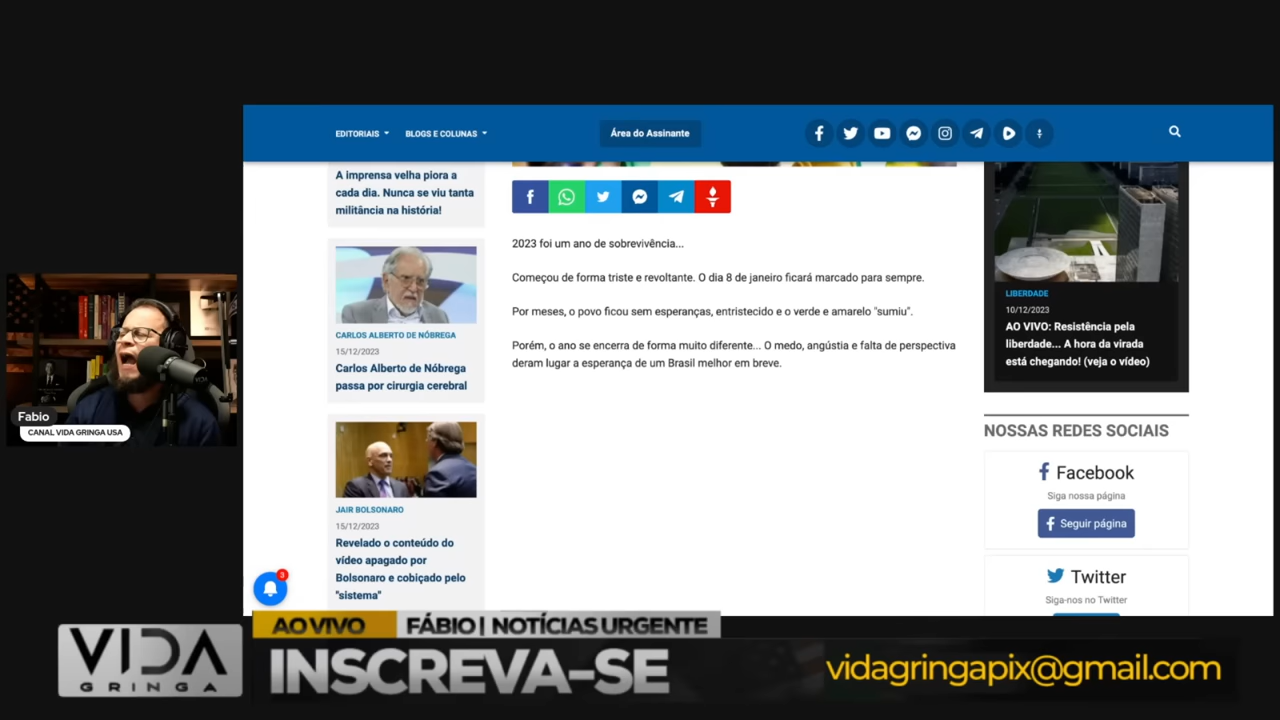 EDITORIAIS
BLOGS E COLUNAS
Área do Assinante
A imprensa velha piora a
cada dia. Nunca se viu tanta
militância na história!
CARLOS ALBERTO DE NÓBREGA
15/12/2023
Carlos Alberto de Nóbrega
passa por cirurgia cerebral
JAIR BOLSONARO
15/12/2023
Revelado o conteúdo do
vídeo apagado por
Bolsonaro e cobiçado pelo
"sistema"
3
2023 foi um ano de sobrevivência...
Começou de forma triste e revoltante. O dia 8 de janeiro ficará marcado para sempre.
Por meses, o povo ficou sem esperanças, entristecido e o verde e amarelo "sumiu".
Porém, o ano se encerra de forma muito diferente... O medo, angústia e falta de perspectiva
deram lugar a esperança de um Brasil melhor em breve.
LIBERDADE
10/12/2023
AO VIVO: Resistência pela
liberdade... A hora da virada
está chegando! (veja o vídeo)
NOSSAS REDES SOCIAIS
Facebook
Siga nossa página
Seguir página
Twitter
Siga-nos no Twitter
Fabio
CANAL VIDA GRINGA USA
VIDA
GRINGA
AO VIVO
FÁBIO | NOTÍCIAS URGENTE
INSCREVA-SE
vidagringapix@gmail.com